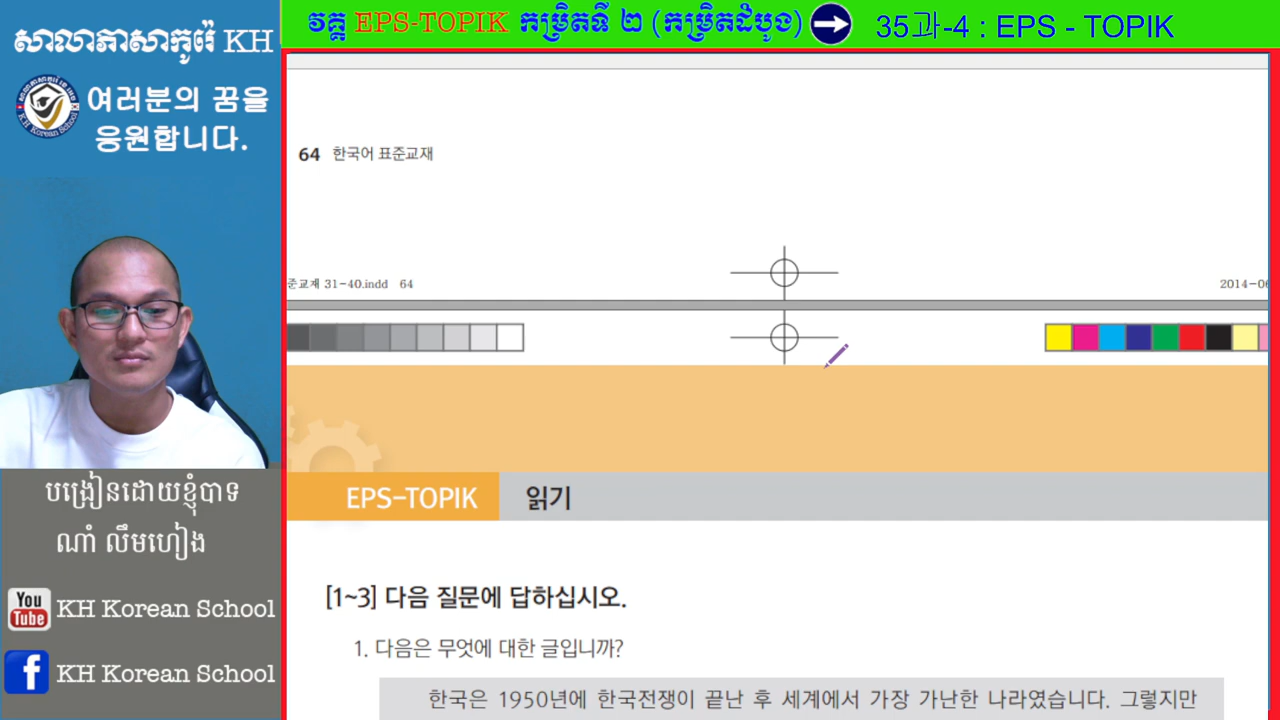 សាលាភាសាកូរ៉េ KH
여러분의 꿈을
응원합니다.
វគ្គ EPS-TOPIK កម្រិតទី ២ (កម្រិតដំបូង)
35과-4 : EPS - TOPIK
64 한국어 표준교재
준교재 31-40.indd 64
2014-06
EPS-TOPIK 읽기
[1~3] 다음 질문에 답하십시오.
1. 다음은 무엇에 대한 글입니까?
한국은 1950년에 한국전쟁이 끝난 후 세계에서 가장 가난한 나라였습니다. 그렇지만
បង្រៀនដោយខ្ញុំបាទ
ណាំ លឹមហៀង
You Tube KH Korean School
f KH Korean School